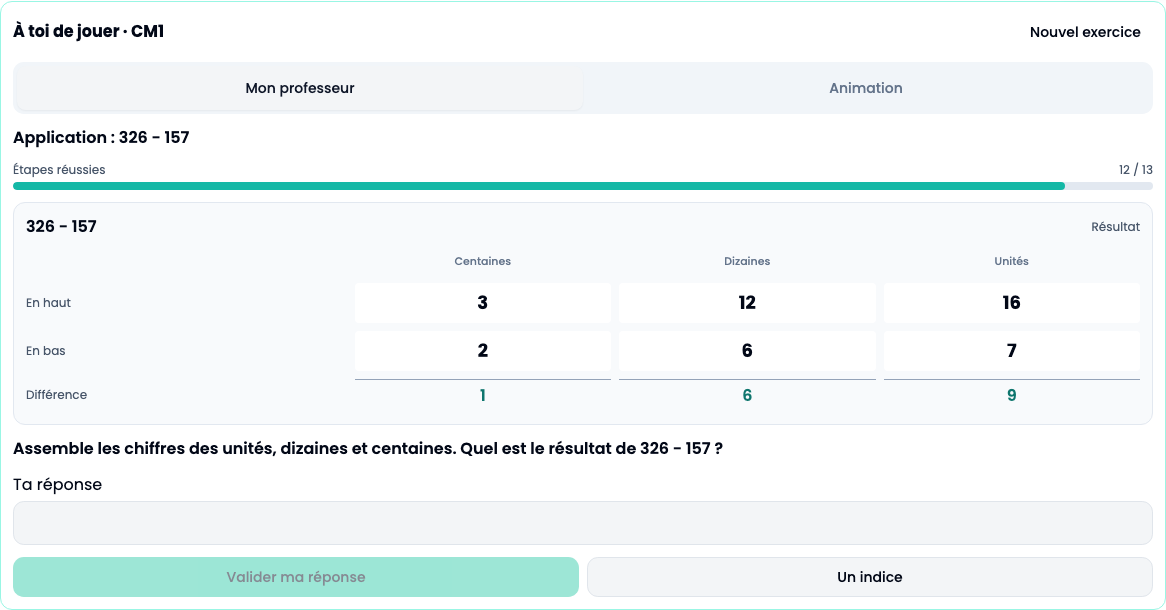 À toi de jouer · CM1
Nouvel exercice
Mon professeur
Animation
Application : 326 − 157
Étapes réussies
12 / 13
326 − 157
Résultat
Centaines Dizaines Unités
En haut 3 12 16
En bas 2 6 7
Différence 1 6 9
Assemble les chiffres des unités, dizaines et centaines. Quel est le résultat de 326 − 157 ?
Ta réponse
Valider ma réponse
Un indice